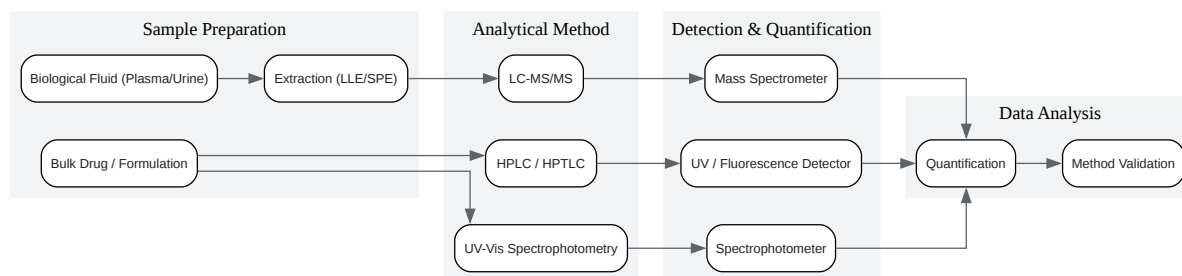 Sample Preparation
Biological Fluid (Plasma/Urine)
Extraction (LLE/SPE)
Bulk Drug / Formulation
Analytical Method
LC-MS/MS
HPLC / HPTLC
UV-Vis Spectrophotometry
Detection & Quantification
Mass Spectrometer
UV / Fluorescence Detector
Spectrophotometer
Data Analysis
Quantification
Method Validation